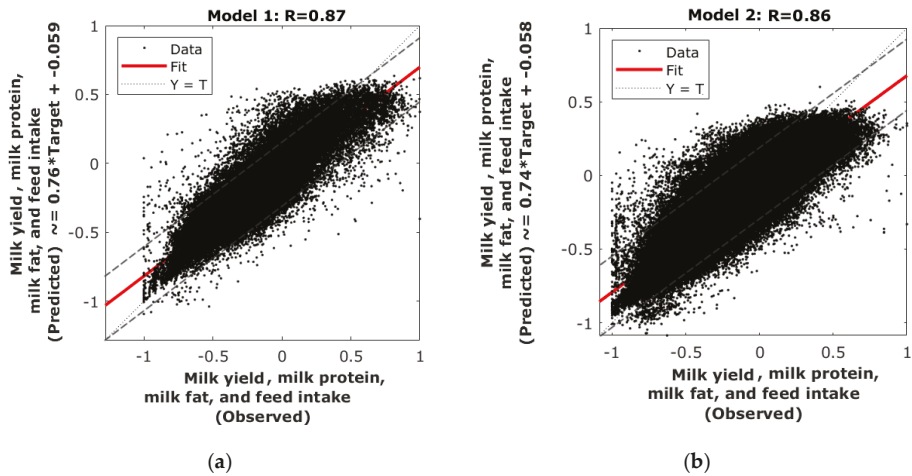 Model 1: R=0.87
Data
Fit
Y = T
1
0.5
0
-0.5
-1
-1
-0.5
0
0.5
1
Milk yield, milk protein,
milk fat, and feed intake
(Predicted) ~= 0.76*Target + -0.059
Milk yield, milk protein,
milk fat, and feed intake
(Observed)
(a)
Model 2: R=0.86
Data
Fit
Y = T
1
0.5
0
-0.5
-1
-1
-0.5
0
0.5
1
Milk yield, milk protein,
milk fat, and feed intake
(Predicted) ~= 0.74*Target + -0.058
Milk yield, milk protein,
milk fat, and feed intake
(Observed)
(b)